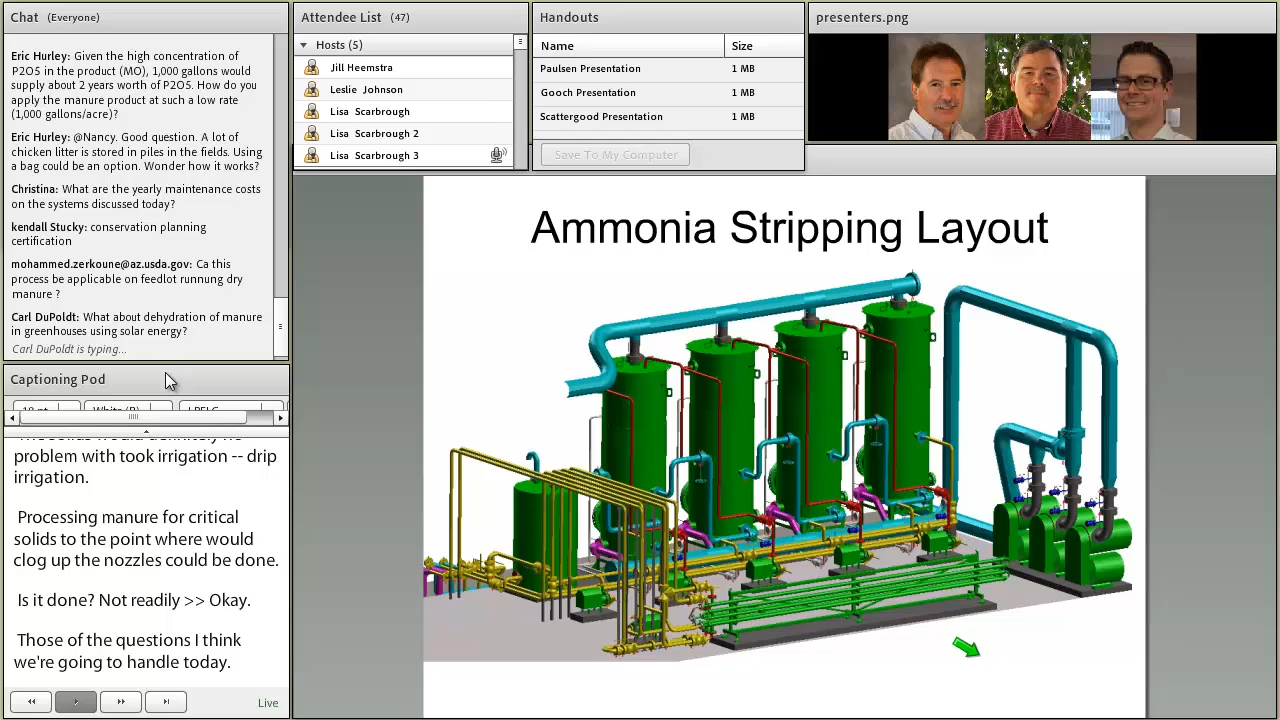 Chat (Everyone)
Eric Hurley: Given the high concentration of
P2O5 in the product (MO), 1,000 gallons would
supply about 2 years worth of P2O5. How do you
apply the manure product at such a low rate
(1,000 gallons/acre)?
Eric Hurley: @Nancy. Good question. A lot of
chicken litter is stored in piles in the fields. Using
a bag could be an option. Wonder how it works?
Christina: What are the yearly maintenance costs
on the systems discussed today?
kendall Stucky: conservation planning
certification
mohammed.zerkoune@az.usda.gov: Ca this
process be applicable on feedlot runnung dry
manure ?
Carl DuPoldt: What about dehydration of manure
in greenhouses using solar energy?
Carl DuPoldt is typing...
Captioning Pod
problem with took irrigation -- drip
irrigation.
Processing manure for critical
solids to the point where would
clog up the nozzles could be done.
Is it done? Not readily >> Okay.
Those of the questions I think
we're going to handle today.
Live
Attendee List (47)
Hosts (5)
Jill Heemstra
Leslie Johnson
Lisa Scarbrough
Lisa Scarbrough 2
Lisa Scarbrough 3
Handouts
Name Size
Paulsen Presentation 1 MB
Gooch Presentation 1 MB
Scattergood Presentation 1 MB
Save To My Computer
presenters.png
Ammonia Stripping Layout